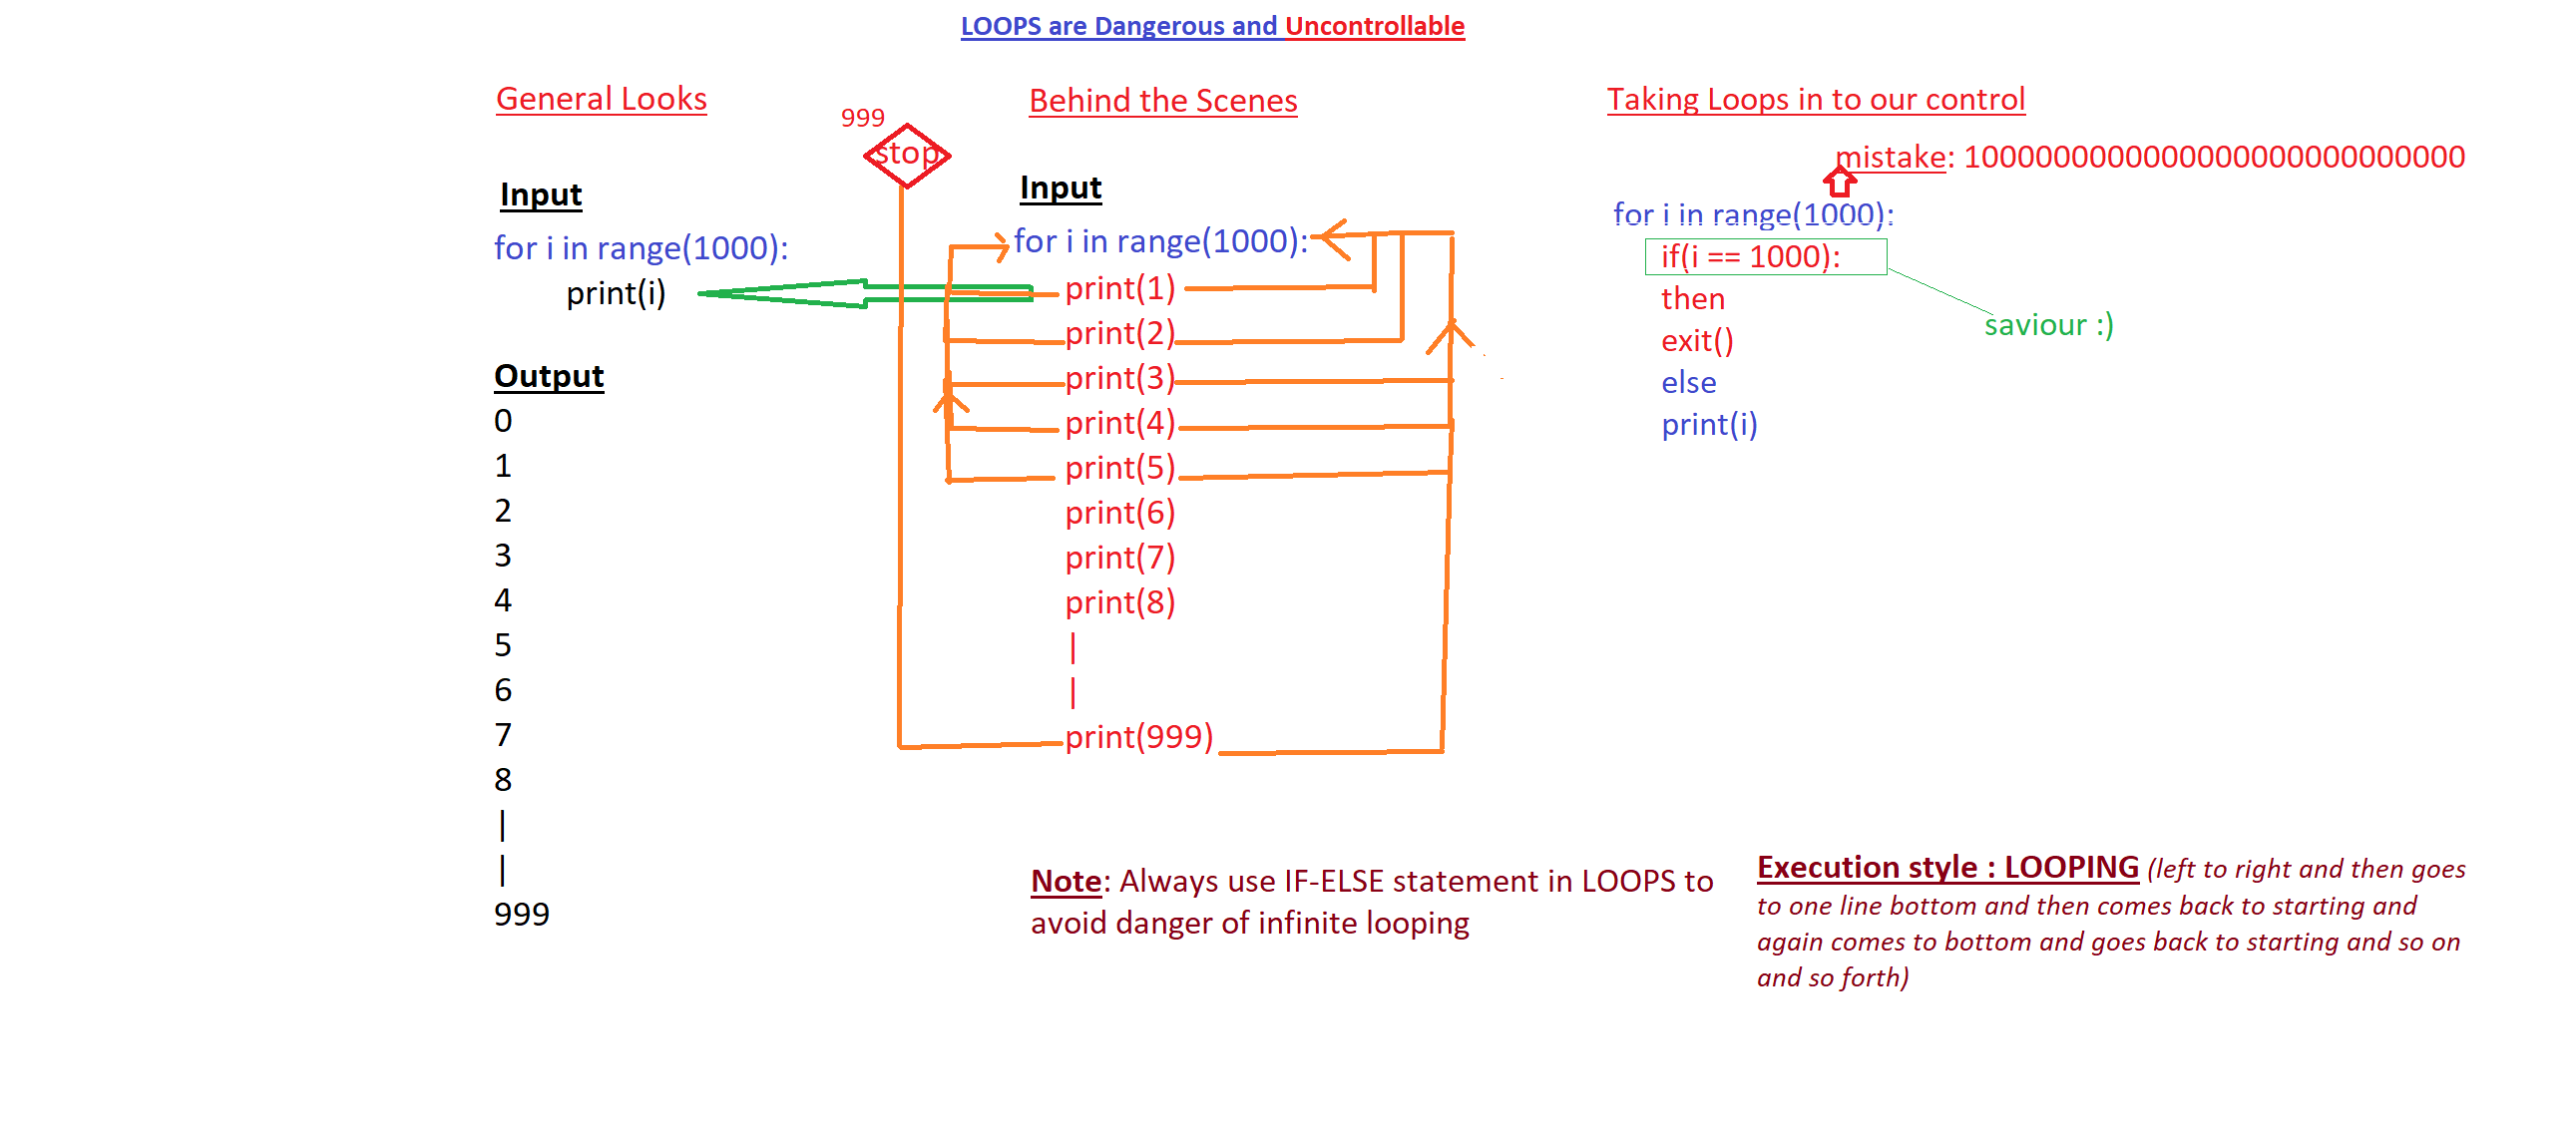 LOOPS are Dangerous and Uncontrollable
General Looks
Input
for i in range(1000):
print(i)
Output
0
1
2
3
4
5
6
7
8
|
|
999
999
stop
Behind the Scenes
Input
for i in range(1000):
print(1)
print(2)
print(3)
print(4)
print(5)
print(6)
print(7)
print(8)
|
|
print(999)
Note: Always use IF-ELSE statement in LOOPS to
avoid danger of infinite looping
Taking Loops in to our control
mistake: 1000000000000000000000000000
for i in range(1000):
if(i == 1000):
then
exit()
else
print(i)
saviour :)
Execution style : LOOPING (left to right and then goes
to one line bottom and then comes back to starting and
again comes to bottom and goes back to starting and so on
and so forth)